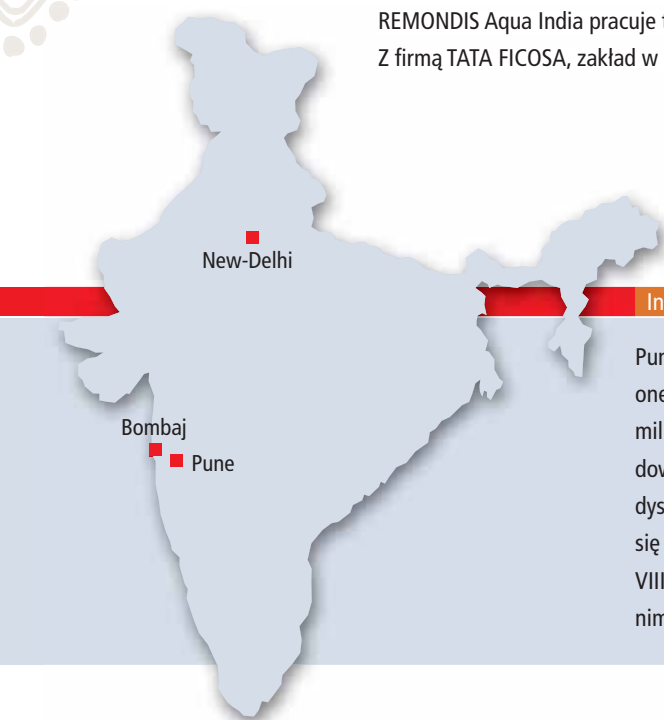 REMONDIS Aqua India pracuje
Z firmą TATA FICOSA, zakład w
New-Delhi
In
Bombaj
Pune
Pun
one
mil
dow
dys
się
VIII
nim